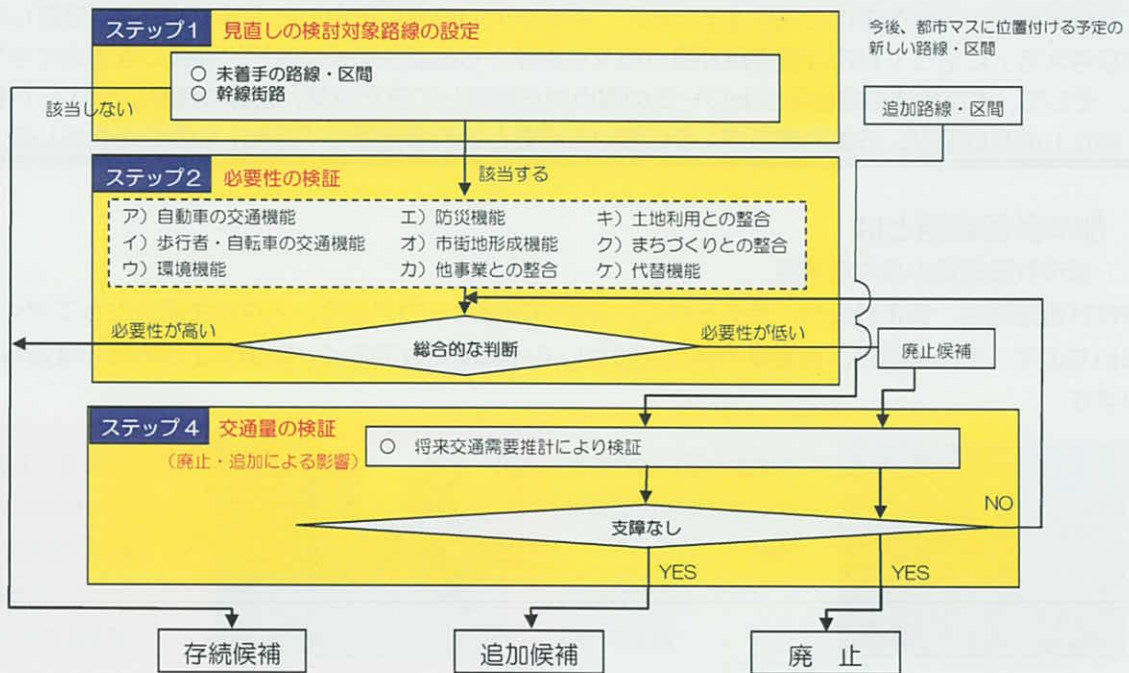 ステップ1 見直しの検討対象路線の設定
○ 未着手の路線・区間
○ 幹線街路
今後、都市マスに位置付ける予定の
新しい路線・区間
追加路線・区間
該当しない
該当する
ステップ2 必要性の検証
ア）自動車の交通機能
イ）歩行者・自転車の交通機能
ウ）環境機能
エ）防災機能
オ）市街地形成機能
カ）他事業との整合
キ）土地利用との整合
ク）まちづくりとの整合
ケ）代替機能
必要性が高い
総合的な判断
必要性が低い
廃止候補
ステップ4 交通量の検証
（廃止・追加による影響）
○ 将来交通需要推計により検証
支障なし
NO
YES
YES
存続候補
追加候補
廃 止